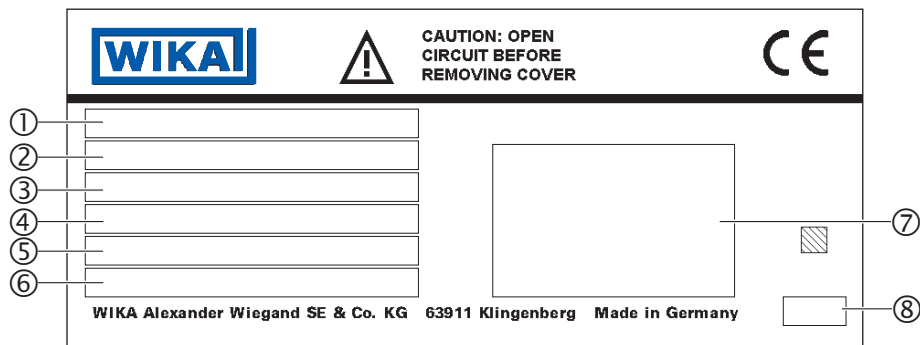 WIKA
CAUTION: OPEN
CIRCUIT BEFORE
REMOVING COVER
CE
①
②
③
④
⑤
⑥
⑦
⑧
WIKA Alexander Wiegand SE & Co. KG 63911 Klingenberg Made in Germany